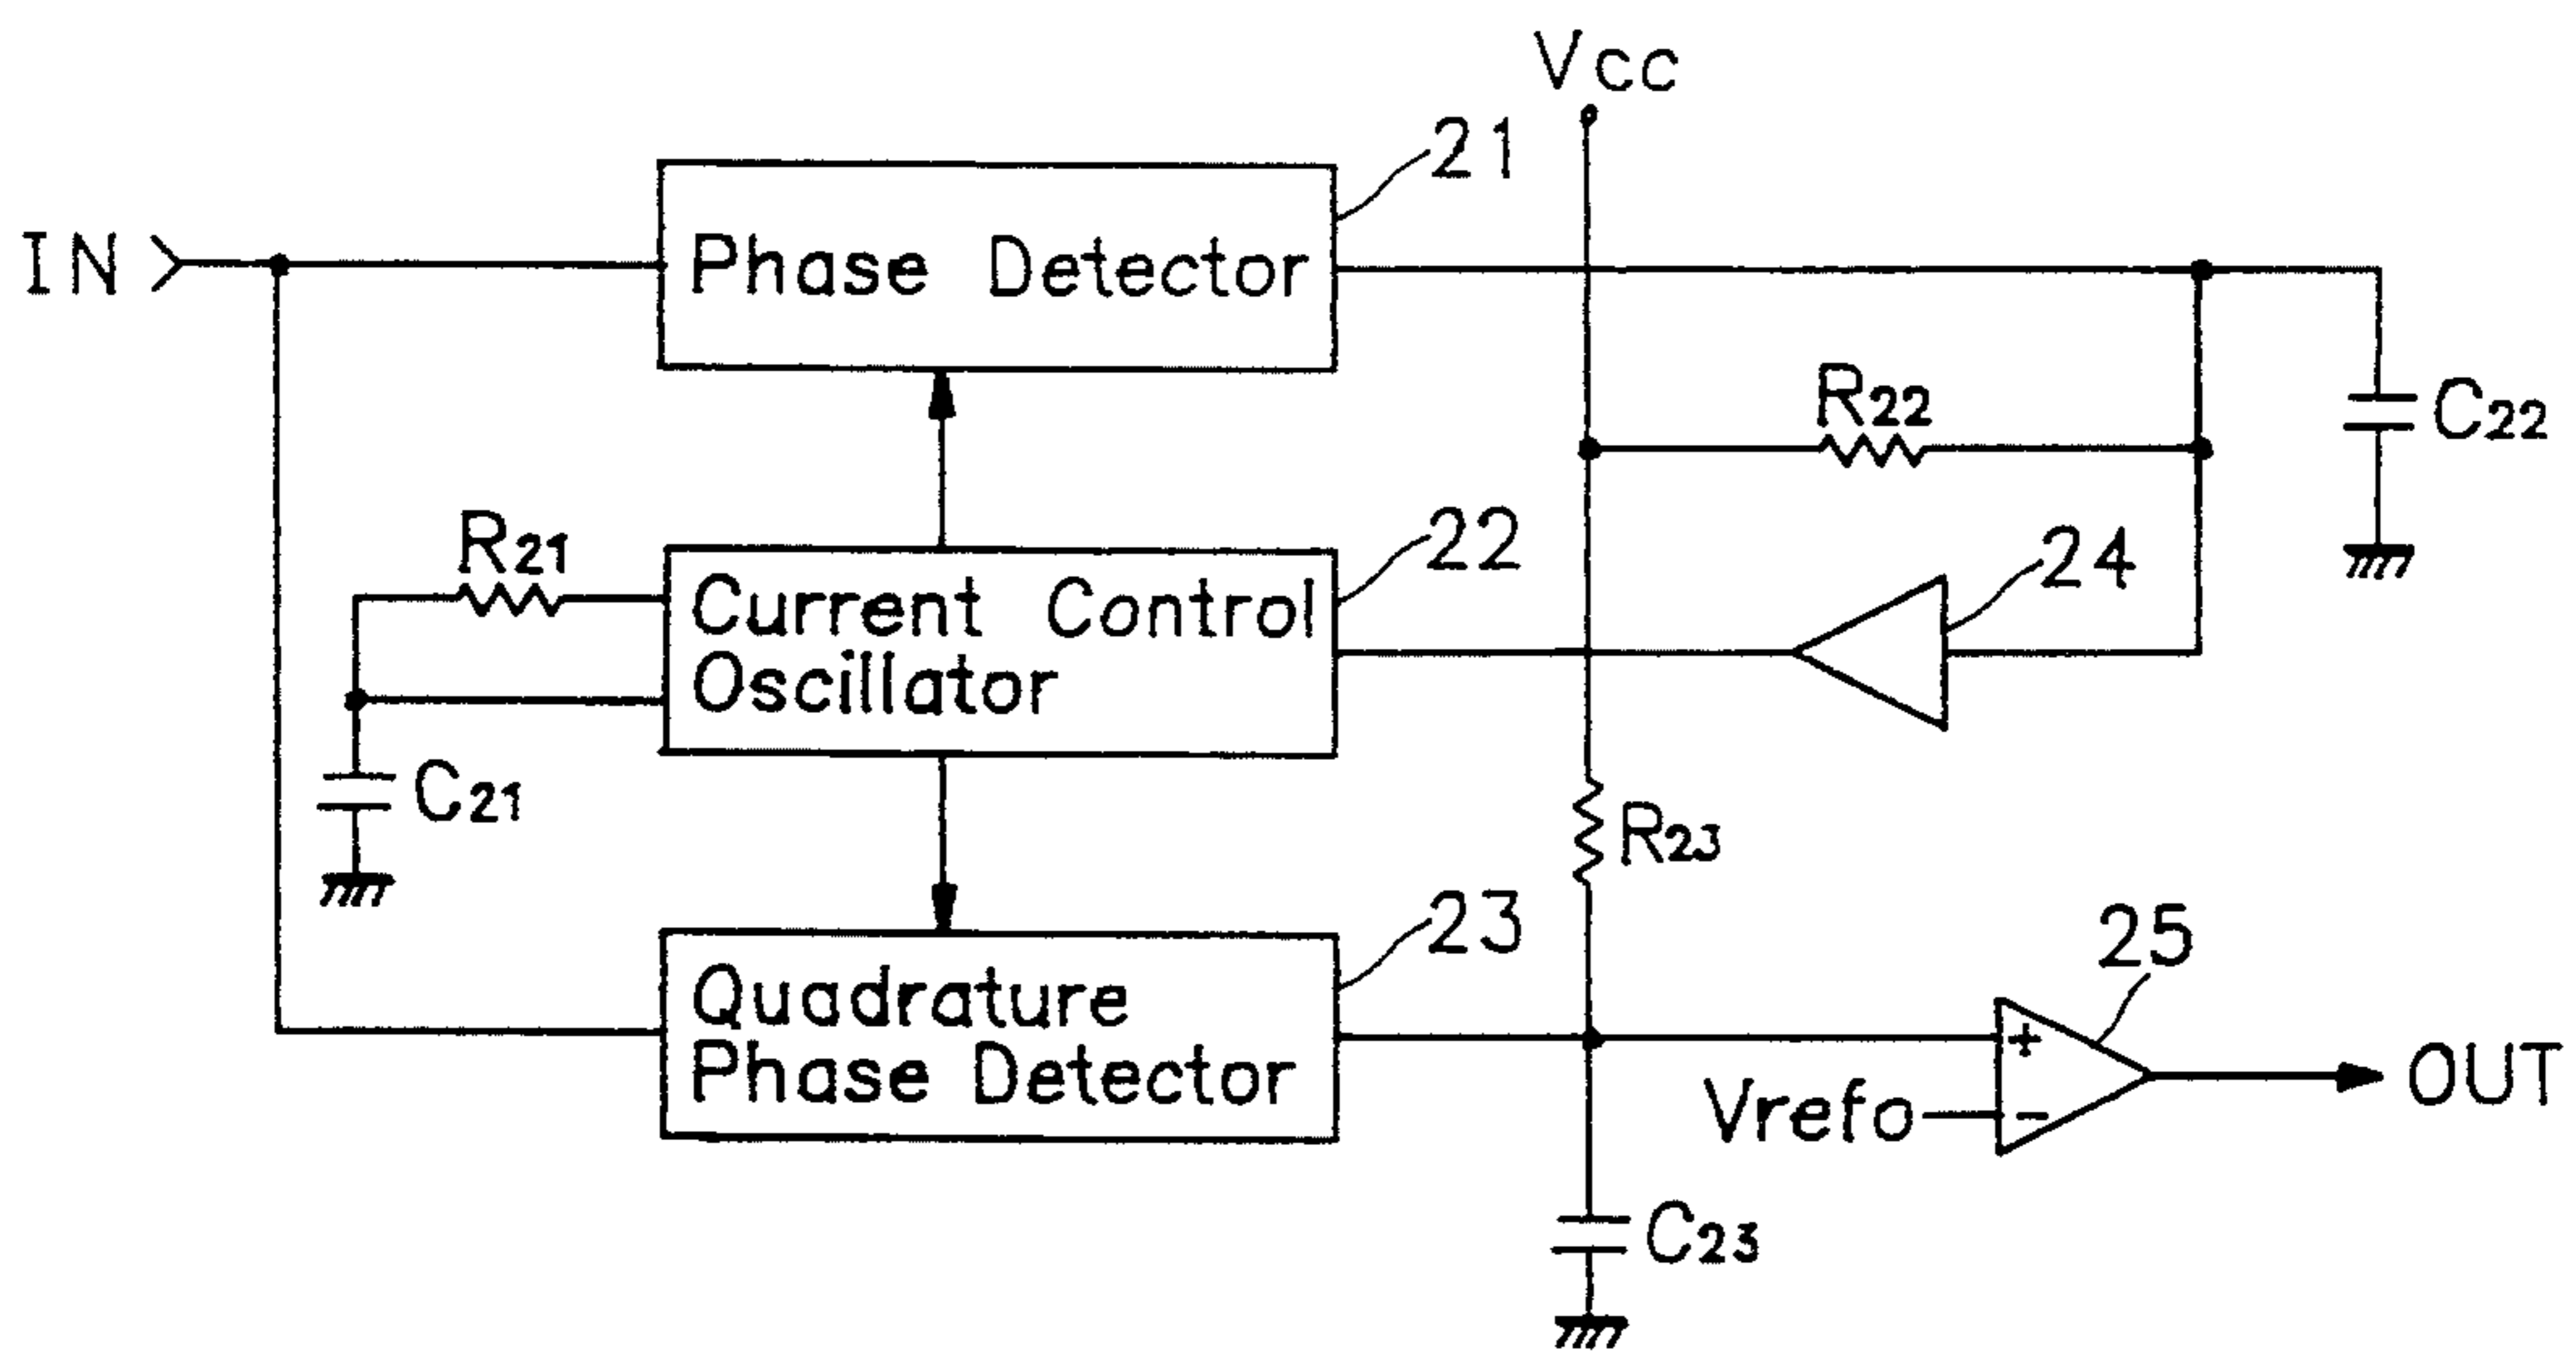 Vcc
21
IN
Phase Detector
R22
C22
R21
22
24
Current Control
Oscillator
C21
R23
23
25
Quadrature
Phase Detector
+
Vrefo
−
OUT
C23